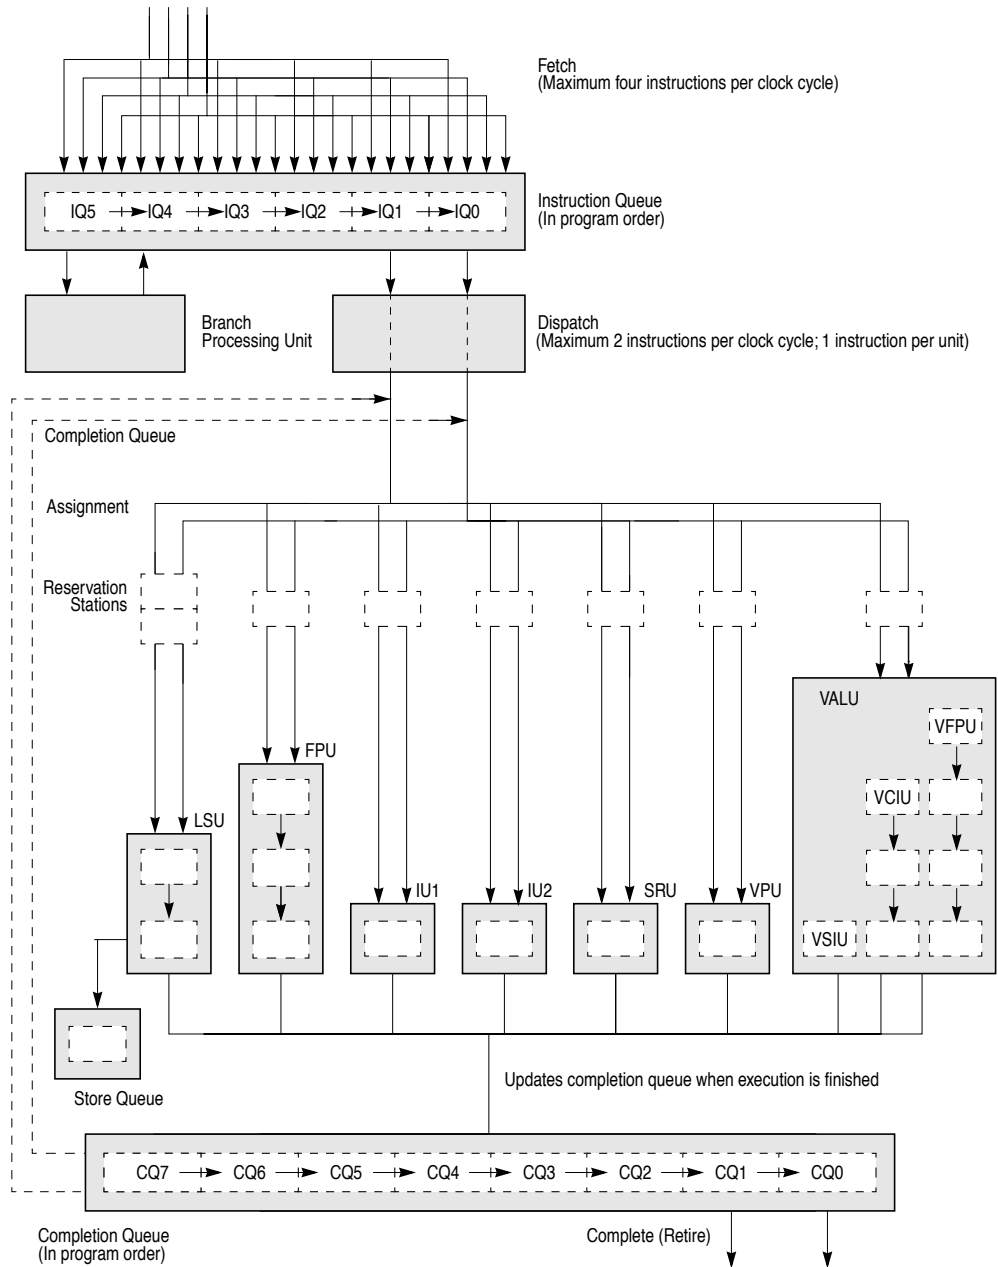 Fetch
(Maximum four instructions per clock cycle)
IQ5 IQ4 IQ3 IQ2 IQ1 IQ0
Instruction Queue
(In program order)
Branch
Processing Unit
Dispatch
(Maximum 2 instructions per clock cycle; 1 instruction per unit)
Completion Queue
Assignment
Reservation
Stations
VALU
VFPU
FPU
VCIU
LSU
IU1
IU2
SRU
VPU
VSIU
Store Queue
Updates completion queue when execution is finished
CQ7 CQ6 CQ5 CQ4 CQ3 CQ2 CQ1 CQ0
Completion Queue
(In program order)
Complete (Retire)